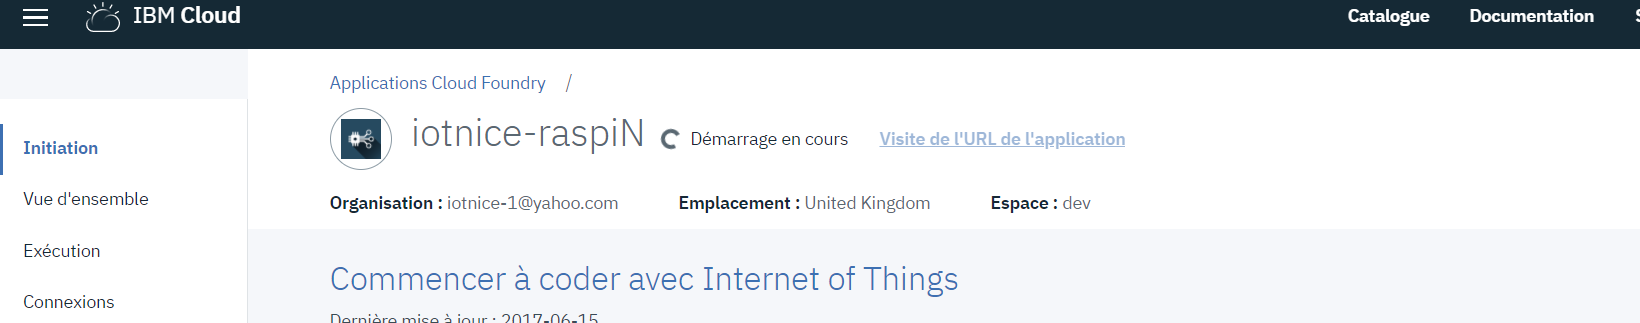 IBM Cloud
Catalogue Documentation
Applications Cloud Foundry /
iotnice-raspiN Démarrage en cours Visite de l'URL de l'application
Organisation : iotnice-1@yahoo.com Emplacement : United Kingdom Espace : dev
Initiation
Vue d'ensemble
Exécution
Connexions
Commencer à coder avec Internet of Things
Dernière mise à jour : 2017-06-15